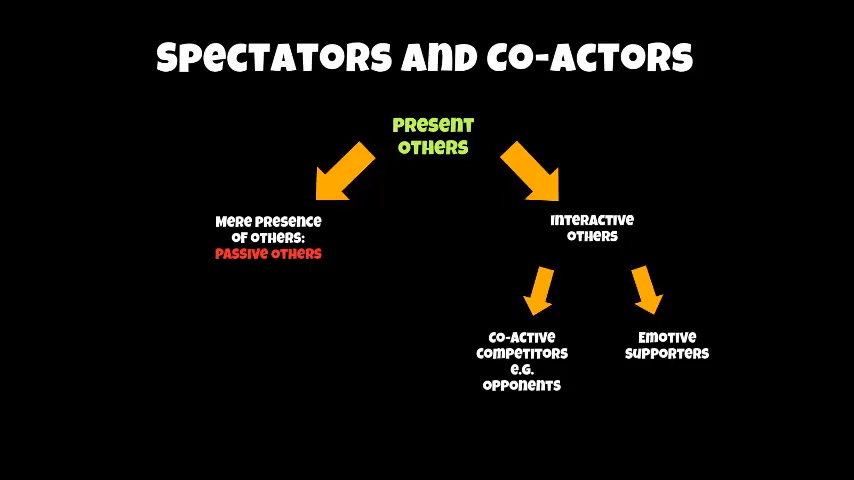 Spectators and Co-actors
Present
Others
Mere presence
of others:
Passive others
Interactive
others
Co-active
competitors
e.g.
opponents
Emotive
supporters